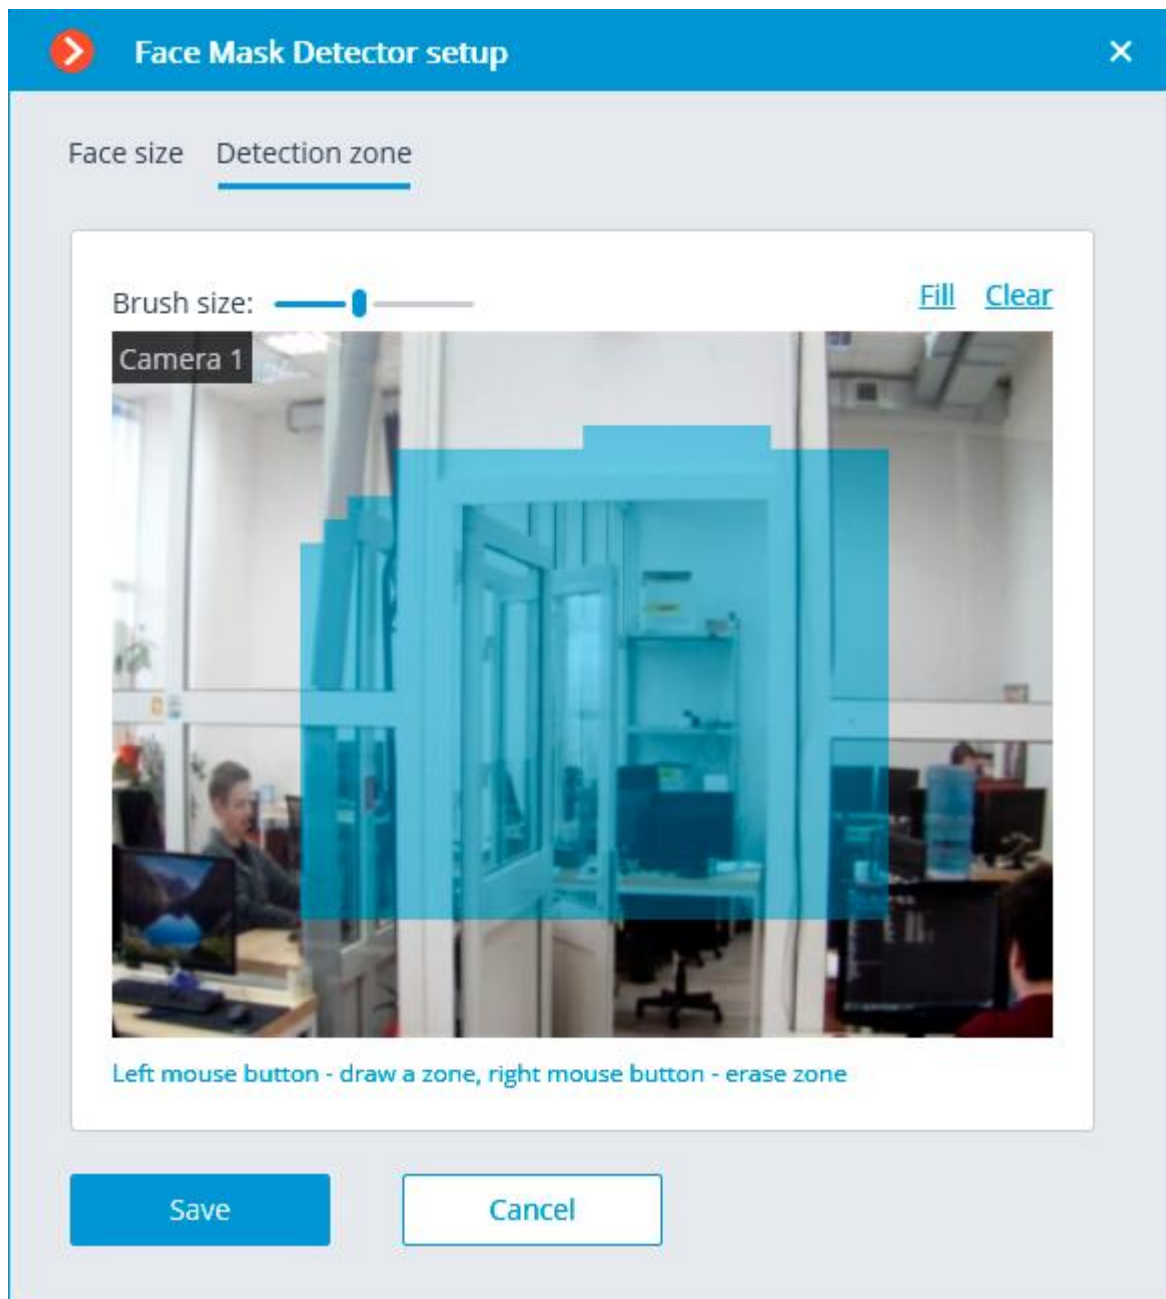 Face Mask Detector setup
Face size Detection zone
Brush size: Fill Clear
Camera 1
Left mouse button - draw a zone, right mouse button - erase zone
Save Cancel